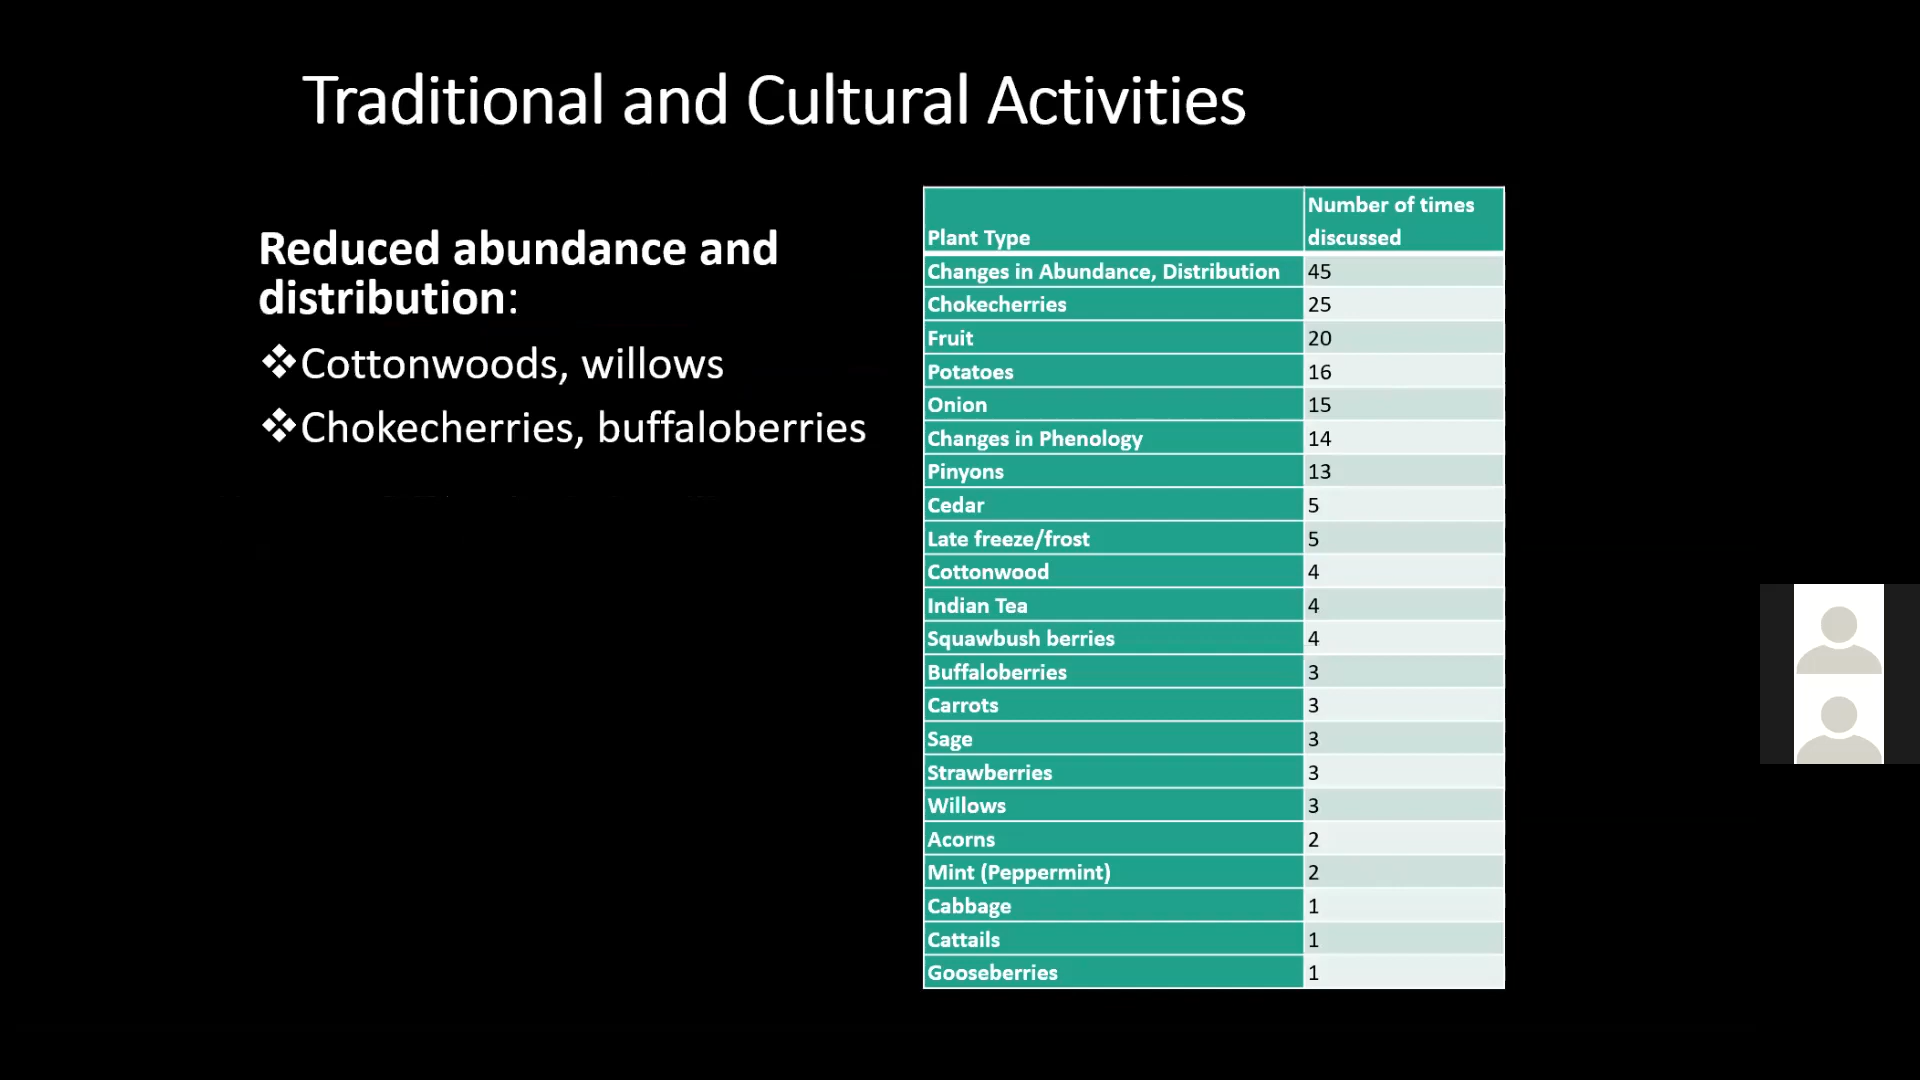 Traditional and Cultural Activities
Reduced abundance and
distribution:
❖Cottonwoods, willows
❖Chokecherries, buffaloberries
Plant Type Number of times discussed
Changes in Abundance, Distribution 45
Chokecherries 25
Fruit 20
Potatoes 16
Onion 15
Changes in Phenology 14
Pinyons 13
Cedar 5
Late freeze/frost 5
Cottonwood 4
Indian Tea 4
Squawbush berries 4
Buffaloberries 3
Carrots 3
Sage 3
Strawberries 3
Willows 3
Acorns 2
Mint (Peppermint) 2
Cabbage 1
Cattails 1
Gooseberries 1